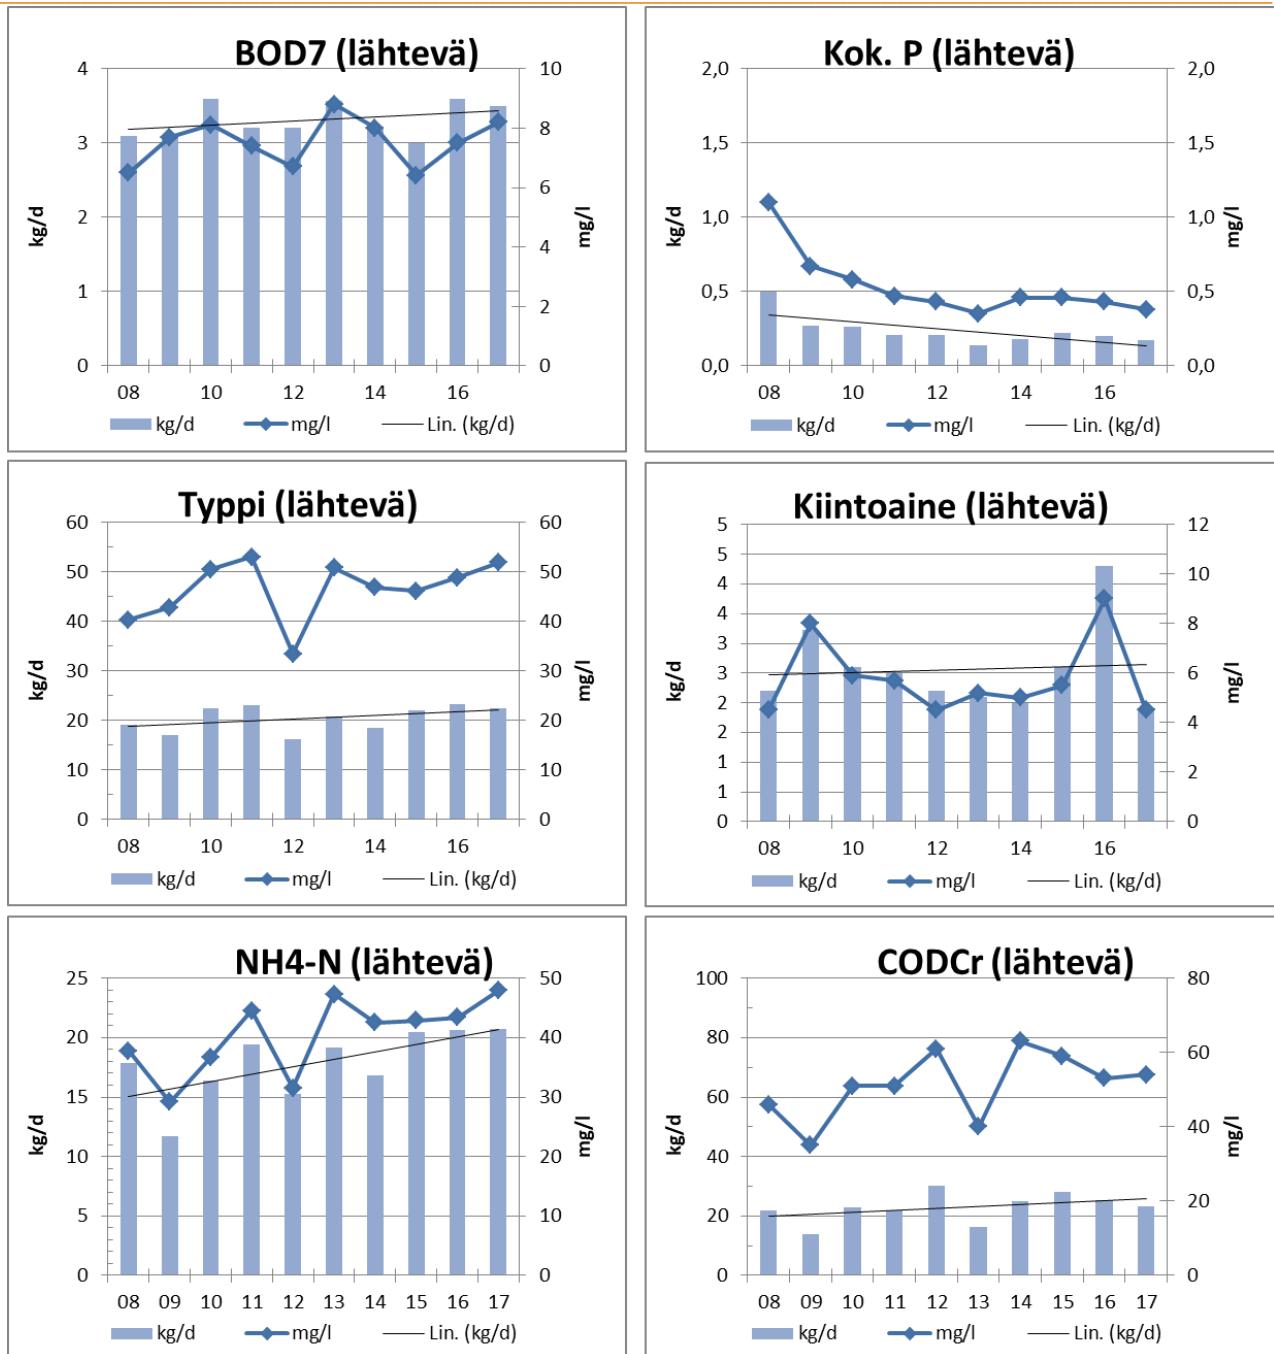 BOD7 (lähtevä)
4
3
2
1
0
kg/d
10
8
6
4
2
0
mg/l
08 10 12 14 16
kg/d mg/l Lin. (kg/d)
Kok. P (lähtevä)
2,0
1,5
1,0
0,5
0,0
kg/d
2,0
1,5
1,0
0,5
0,0
mg/l
08 10 12 14 16
kg/d mg/l Lin. (kg/d)
Typpi (lähtevä)
60
50
40
30
20
10
0
kg/d
60
50
40
30
20
10
0
mg/l
08 10 12 14 16
kg/d mg/l Lin. (kg/d)
Kiintoaine (lähtevä)
5
5
4
4
3
3
2
2
1
1
0
kg/d
12
10
8
6
4
2
0
mg/l
08 10 12 14 16
kg/d mg/l Lin. (kg/d)
NH4-N (lähtevä)
25
20
15
10
5
0
kg/d
50
40
30
20
10
0
mg/l
08 09 10 11 12 13 14 15 16 17
kg/d mg/l Lin. (kg/d)
CODCr (lähtevä)
100
80
60
40
20
0
kg/d
80
60
40
20
0
mg/l
08 09 10 11 12 13 14 15 16 17
kg/d mg/l Lin. (kg/d)